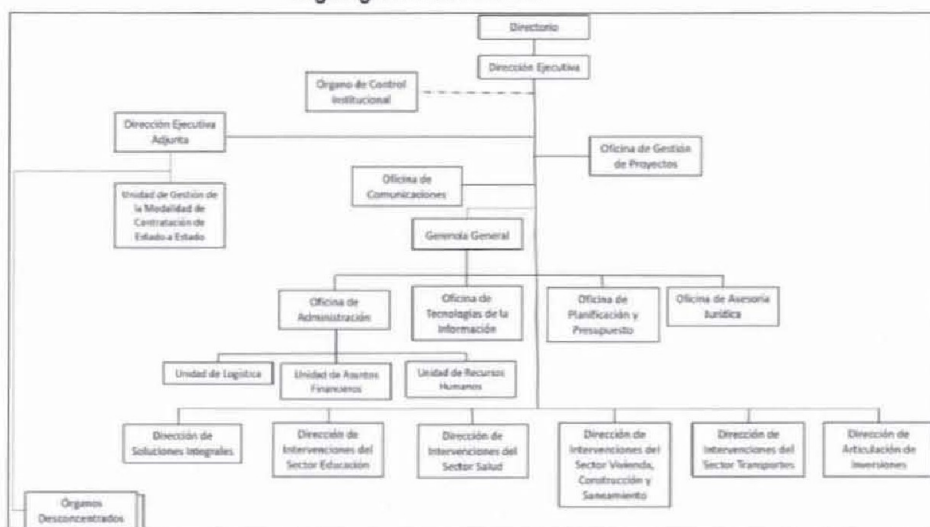 Directorio
Dirección Ejecutiva
Órgano de Control
Institucional
Dirección Ejecutiva
Adjunta
Oficina de Gestión
de Proyectos
Oficina de
Comunicaciones
Unidad de Gestión de
la Modalidad de
Contratación de
Estado a Estado
Gerencia General
Oficina de
Administración
Oficina de
Tecnologías de la
Información
Oficina de
Planificación y
Presupuesto
Oficina de Asesoría
Jurídica
Unidad de Logística
Unidad de Asuntos
Financieros
Unidad de Recursos
Humanos
Dirección de
Soluciones Integrales
Dirección de
Intervenciones del
Sector Educación
Dirección de
Intervenciones del
Sector Salud
Dirección de
Intervenciones del
Sector Vivienda,
Construcción y
Saneamiento
Dirección de
Intervenciones del
Sector Transportes
Dirección de
Articulación de
Inversiones
Órganos
Desconcentrados